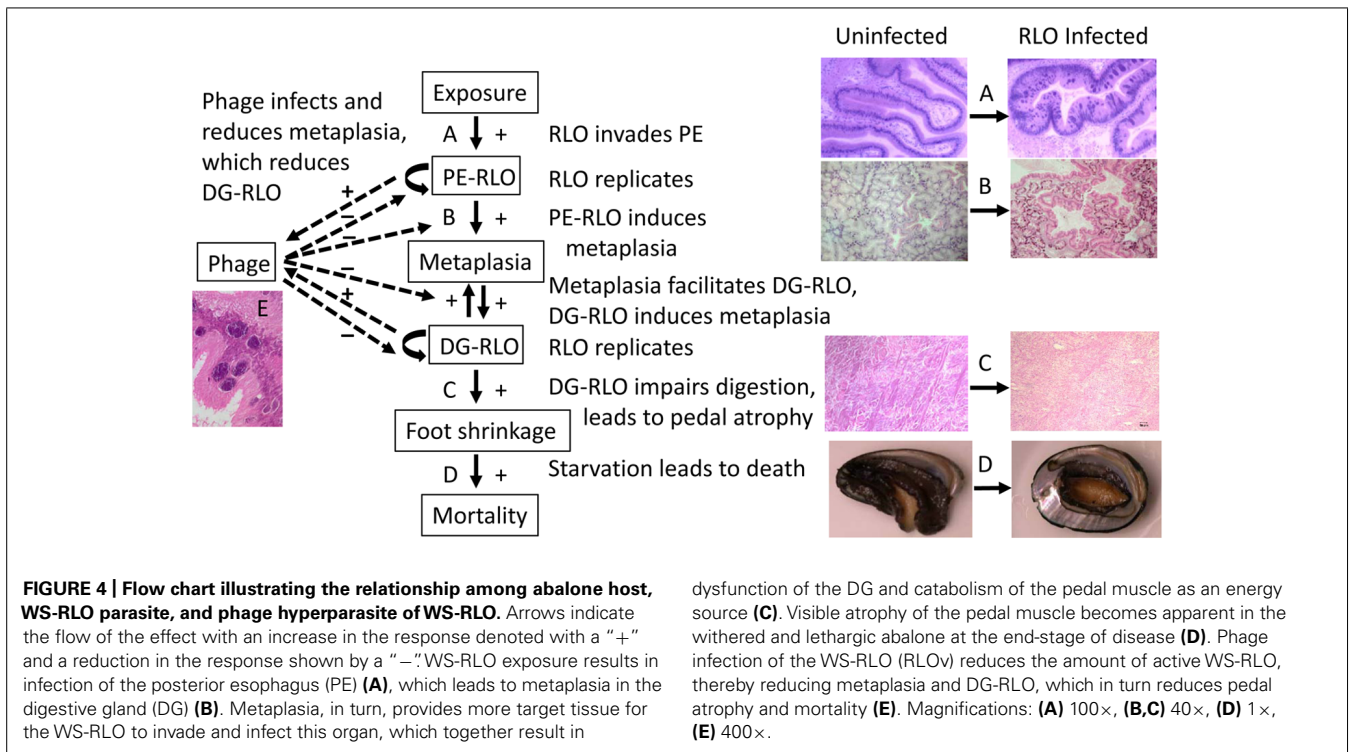 Uninfected
RLO Infected
Phage infects and
reduces metaplasia,
which reduces
DG-RLO
Exposure
A
+
RLO invades PE
PE-RLO
RLO replicates
B
+
PE-RLO induces
metaplasia
Metaplasia
+
+
Metaplasia facilitates DG-RLO,
DG-RLO induces metaplasia
DG-RLO
RLO replicates
C
+
DG-RLO impairs digestion,
leads to pedal atrophy
Foot shrinkage
D
+
Starvation leads to death
Mortality
+
−
−
Phage
−
+
−
E
A
B
C
D
FIGURE 4 | Flow chart illustrating the relationship among abalone host,
WS-RLO parasite, and phage hyperparasite of WS-RLO. Arrows indicate
the flow of the effect with an increase in the response denoted with a “+”
and a reduction in the response shown by a “−”. WS-RLO exposure results in
infection of the posterior esophagus (PE) (A), which leads to metaplasia in the
digestive gland (DG) (B). Metaplasia, in turn, provides more target tissue for
the WS-RLO to invade and infect this organ, which together result in
dysfunction of the DG and catabolism of the pedal muscle as an energy
source (C). Visible atrophy of the pedal muscle becomes apparent in the
withered and lethargic abalone at the end-stage of disease (D). Phage
infection of the WS-RLO (RLOv) reduces the amount of active WS-RLO,
thereby reducing metaplasia and DG-RLO, which in turn reduces pedal
atrophy and mortality (E). Magnifications: (A) 100×, (B,C) 40×, (D) 1×,
(E) 400×.